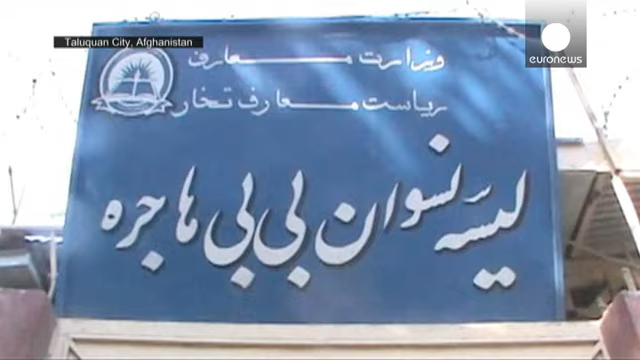 Taluquan City, Afghanistan
euronews
وزارت معارف
ریاست معارف تخار
لیسهٔ نسوان بی بی هاجره